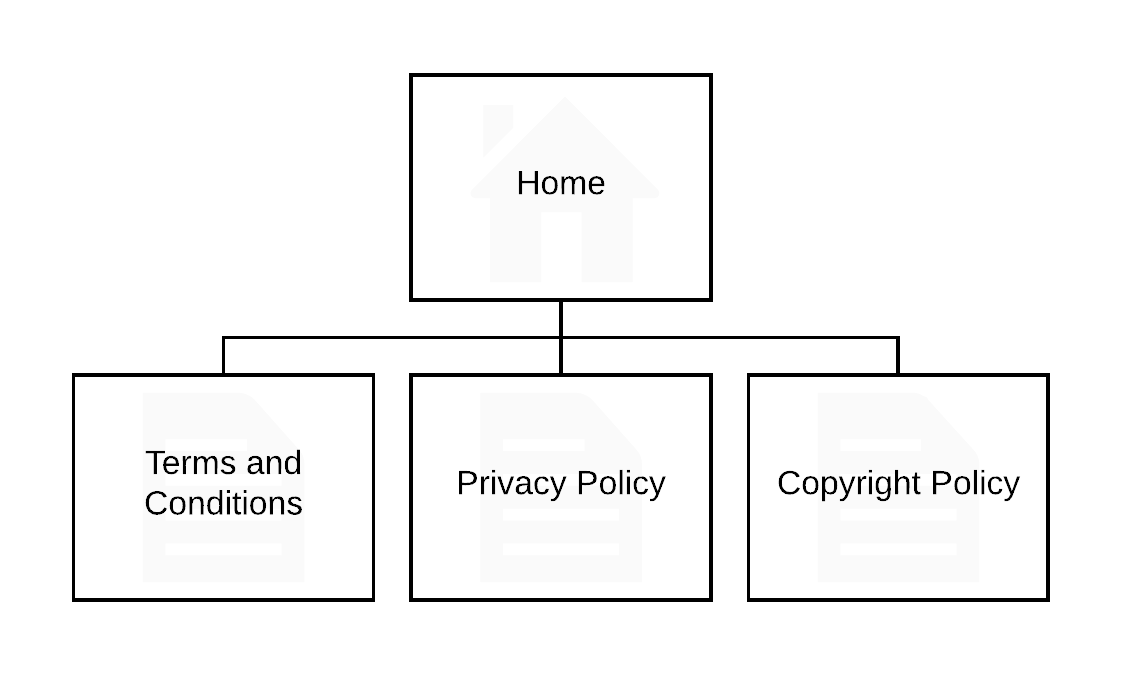 Home
Terms and
Conditions
Privacy Policy
Copyright Policy